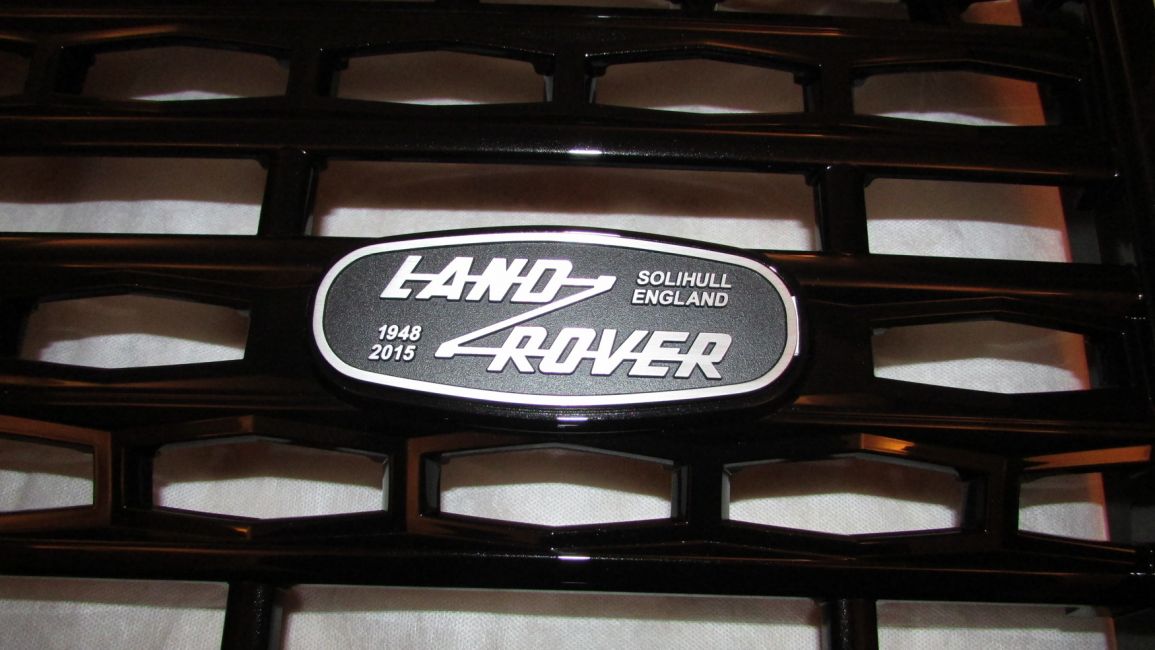 LAND
SOLIHULL
ENGLAND
1948
2015
ROVER